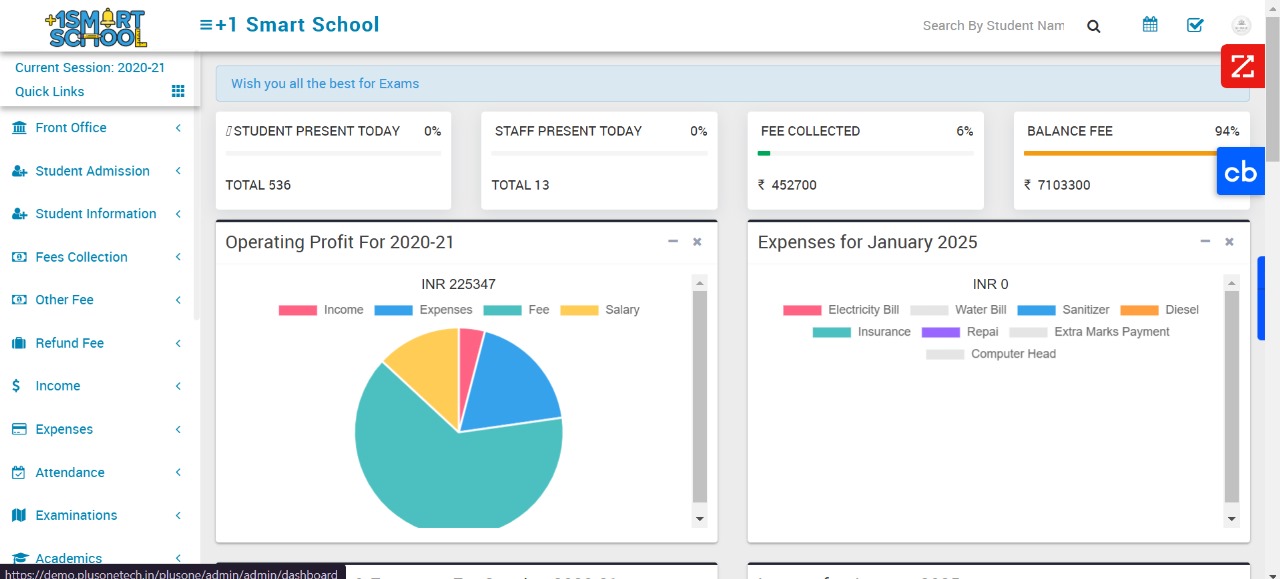 +1SMART
SCHOOL
+1 Smart School
Search By Student Nam
Current Session: 2020-21
Quick Links
Front Office
Student Admission
Student Information
Fees Collection
Other Fee
Refund Fee
Income
Expenses
Attendance
Examinations
Academics
https://demo.plusonetech.in/plusone/admin/admin/dashboard
Wish you all the best for Exams
STUDENT PRESENT TODAY 0%
TOTAL 536
STAFF PRESENT TODAY 0%
TOTAL 13
FEE COLLECTED 6%
₹ 452700
BALANCE FEE 94%
₹ 7103300
cb
Operating Profit For 2020-21
INR 225347
Income Expenses Fee Salary
Expenses for January 2025
INR 0
Electricity Bill Water Bill Sanitizer Diesel
Insurance Repai Extra Marks Payment
Computer Head